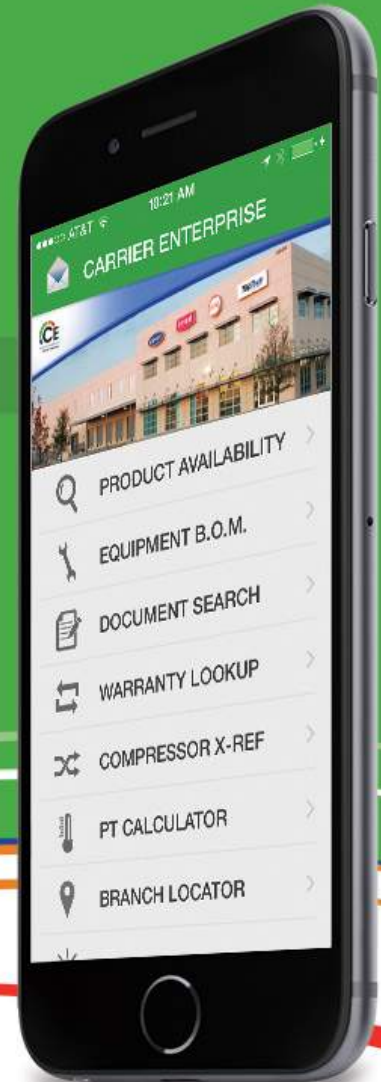 AT&T
10:21 AM
CARRIER ENTERPRISE
PRODUCT AVAILABILITY
EQUIPMENT B.O.M.
DOCUMENT SEARCH
WARRANTY LOOKUP
COMPRESSOR X-REF
PT CALCULATOR
BRANCH LOCATOR